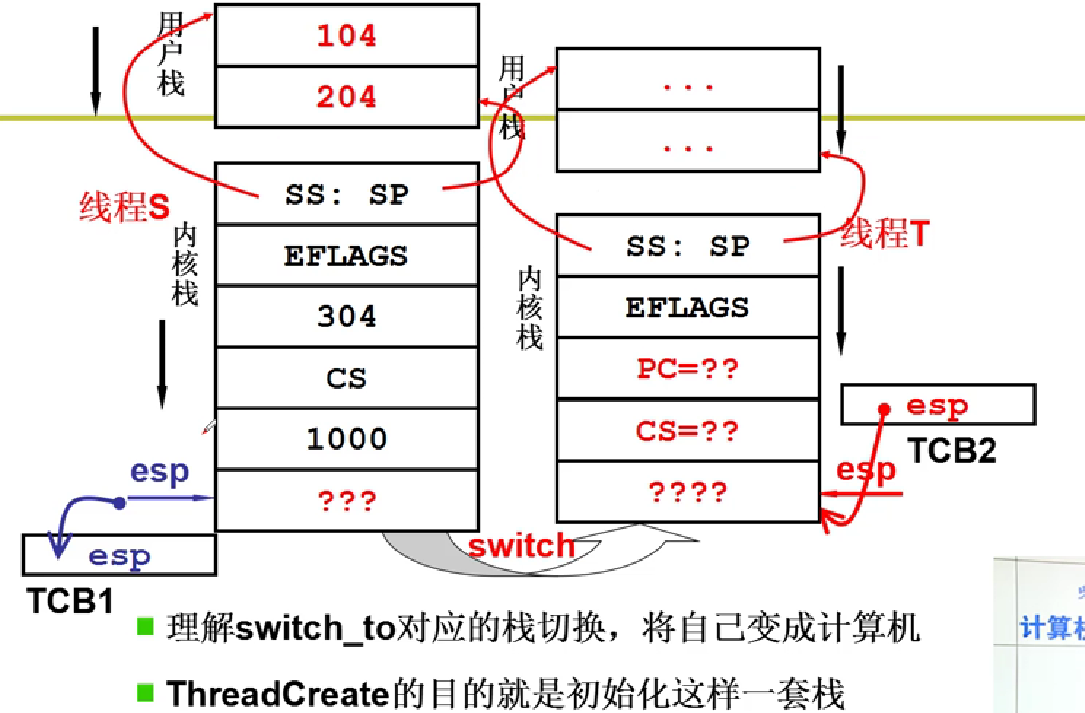 用户栈
104
204
用户栈
...
...
线程S
内核栈
SS: SP
EFLAGS
304
CS
1000
???
esp
esp
TCB1
switch
线程T
内核栈
SS: SP
EFLAGS
PC=??
CS=??
????
esp
esp
TCB2
理解switch_to对应的栈切换，将自己变成计算机
ThreadCreate的目的就是初始化这样一套栈
计算